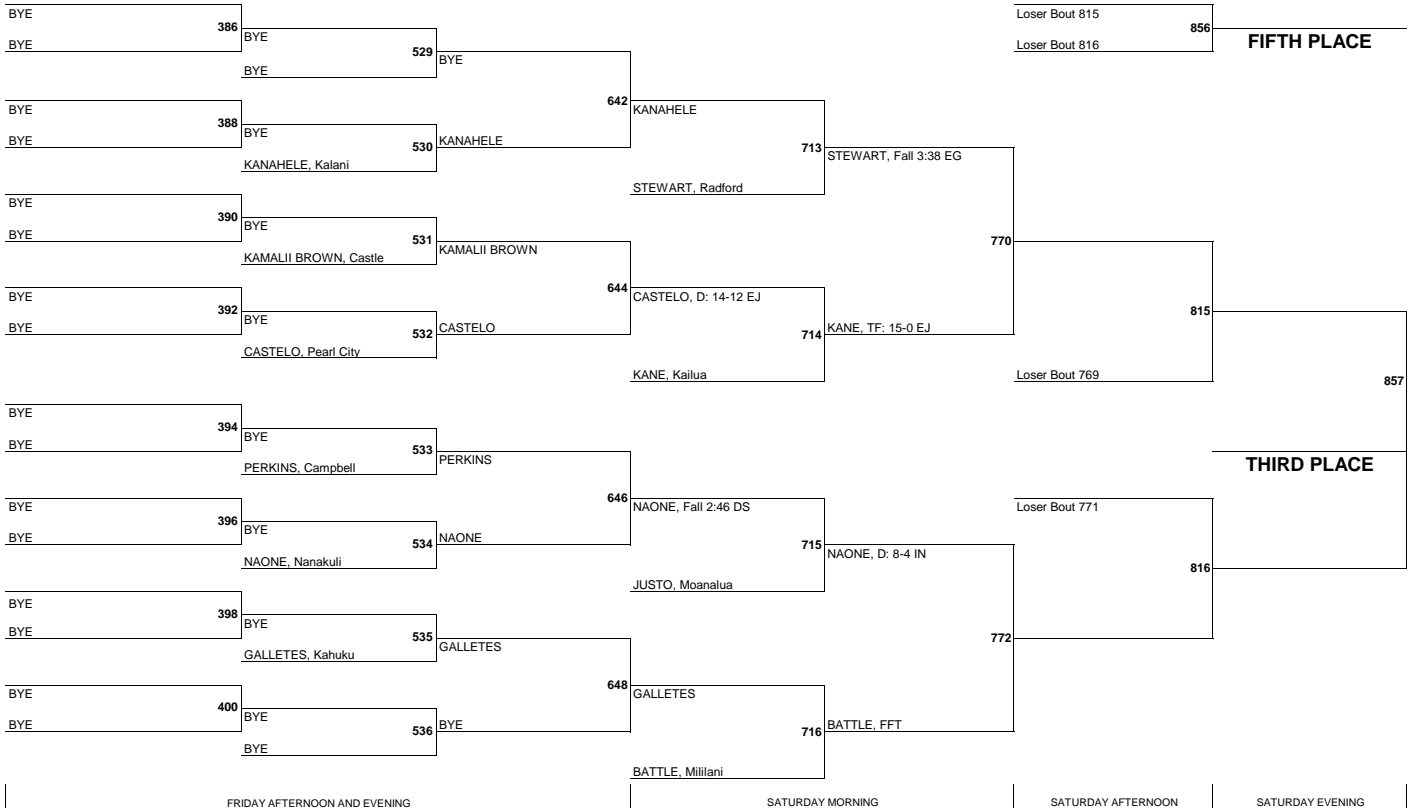 BYE
386
BYE
BYE
529
BYE
BYE
642
KANAHELE
BYE
388
BYE
BYE
530
KANAHELE
KANAHELE, Kalani
713
STEWART, Fall 3:38 EG
STEWART, Radford
BYE
390
BYE
BYE
531
KAMALII BROWN
KAMALII BROWN, Castle
644
CASTELO, D: 14-12 EJ
BYE
392
BYE
BYE
532
CASTELO
CASTELO, Pearl City
714
KANE, TF: 15-0 EJ
KANE, Kailua
770
815
Loser Bout 769
BYE
394
BYE
BYE
533
PERKINS
PERKINS, Campbell
646
NAONE, Fall 2:46 DS
BYE
396
BYE
BYE
534
NAONE
NAONE, Nanakuli
715
NAONE, D: 8-4 IN
JUSTO, Moanalua
BYE
398
BYE
BYE
535
GALLETES
GALLETES, Kahuku
648
GALLETES
BYE
400
BYE
BYE
536
BYE
BYE
716
BATTLE, FFT
BATTLE, Mililani
772
Loser Bout 771
816
857
THIRD PLACE
Loser Bout 815
856
Loser Bout 816
FIFTH PLACE
FRIDAY AFTERNOON AND EVENING
SATURDAY MORNING
SATURDAY AFTERNOON
SATURDAY EVENING